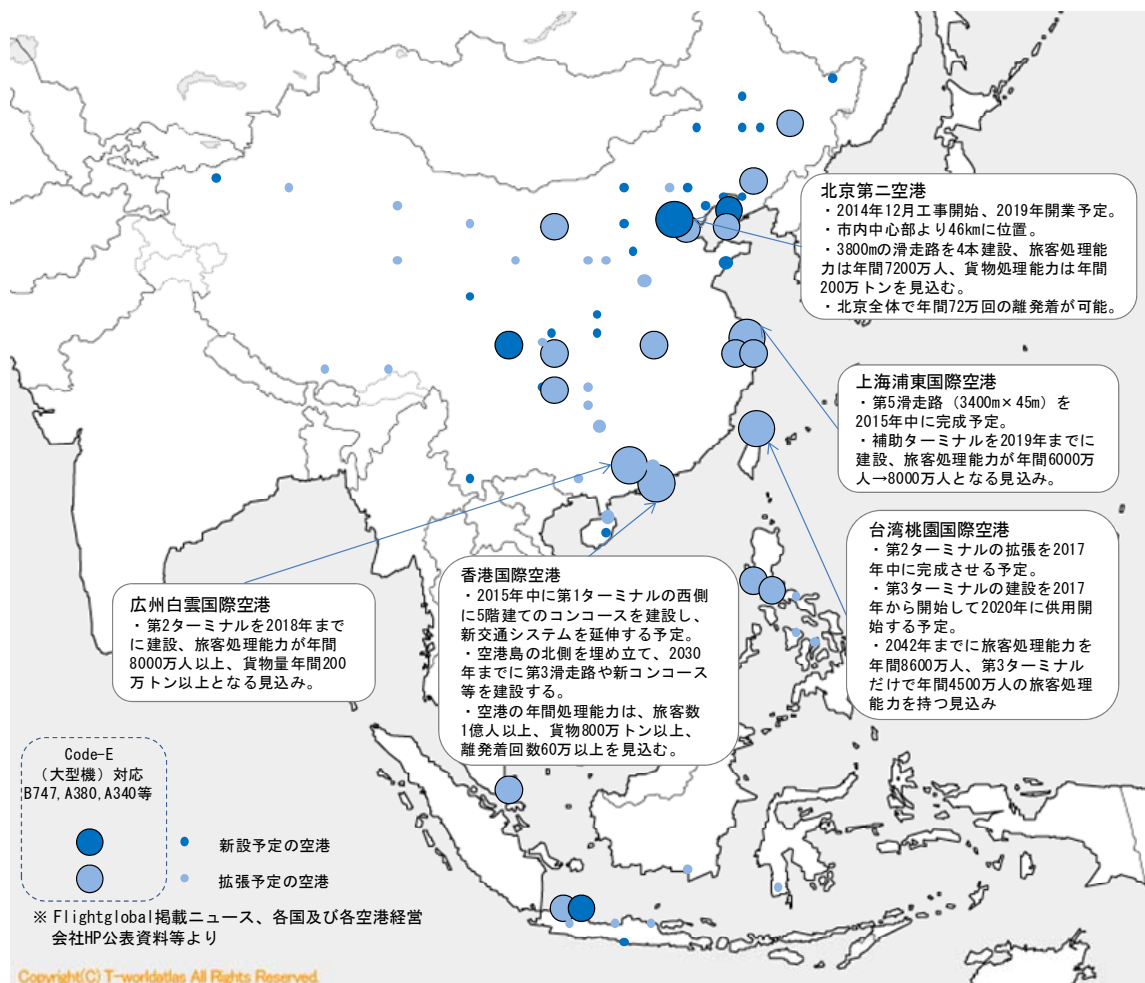 北京第二空港
・2014年12月工事開始、2019年開業予定。
・市内中心部より46kmに位置。
・3800mの滑走路を4本建設、旅客処理能
力は年間7200万人、貨物処理能力は年間
200万トンを見込む。
・北京全体で年間72万回の離発着が可能。
上海浦東国際空港
・第5滑走路（3400m×45m）を
2015年中に完成予定。
・補助ターミナルを2019年までに
建設、旅客処理能力が年間6000万
人→8000万人となる見込み。
台湾桃園国際空港
・第2ターミナルの拡張を2017
年中に完成させる予定。
・第3ターミナルの建設を2017
年から開始して2020年に供用開
始する予定。
・2042年までに旅客処理能力を
年間8600万人、第3ターミナル
だけで年間4500万人の旅客処理
能力を持つ見込み
香港国際空港
・2015年中に第1ターミナルの西側
に5階建てのコンコースを建設し、
新交通システムを延伸する予定。
・空港島の北側を埋め立て、2030
年までに第3滑走路や新コンコース
等を建設する。
・空港の年間処理能力は、旅客数
1億人以上、貨物800万トン以上、
離発着回数60万以上を見込む。
広州白雲国際空港
・第2ターミナルを2018年まで
に建設、旅客処理能力が年間
8000万人以上、貨物量年間200
万トン以上となる見込み。
Code-E
（大型機）対応
B747,A380,A340等
新設予定の空港
拡張予定の空港
※ Flightglobal掲載ニュース、各国及び各空港経営
会社HP公表資料等より
Copyright(C) T-worldatlas All Rights Reserved.